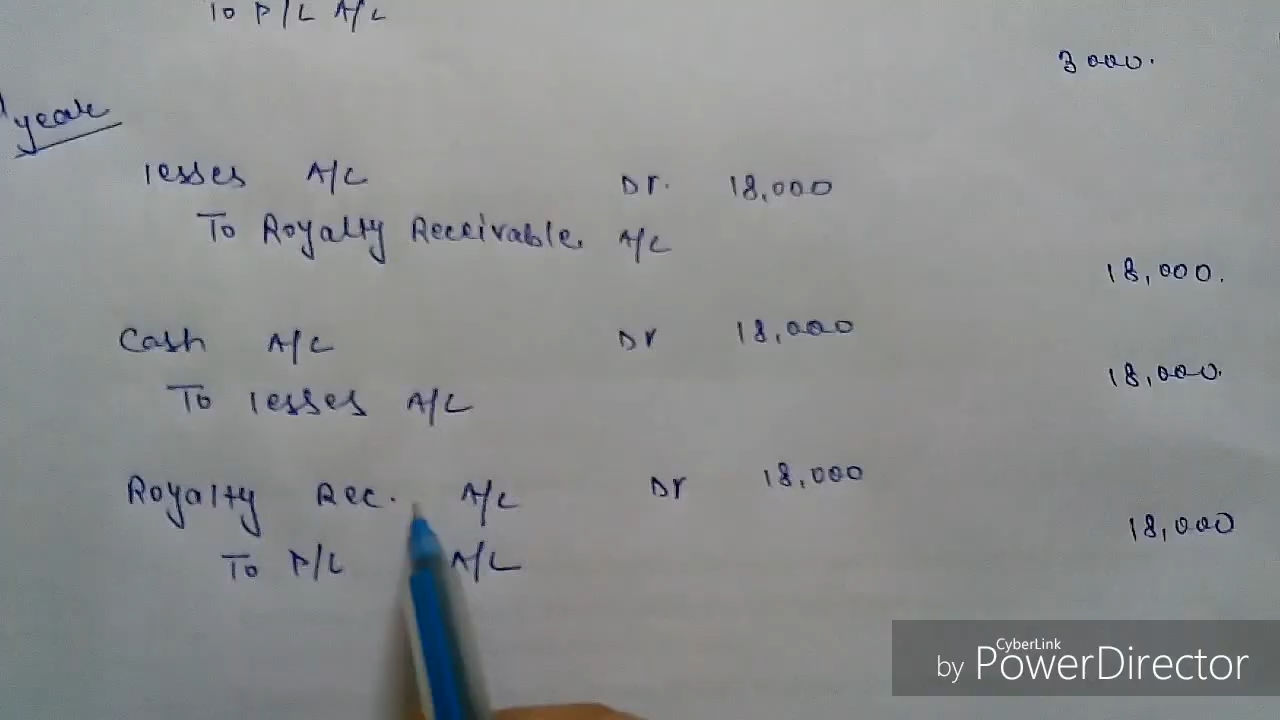 To P/L A/C
3000.
year
lesses A/C Dr. 18,000
To Royalty Receivable. A/C
18,000.
Cash A/C Dr 18,000
18,000.
To lesses A/C
Royalty Rec. A/C Dr 18,000
18,000
To P/L A/C
CyberLink
by PowerDirector